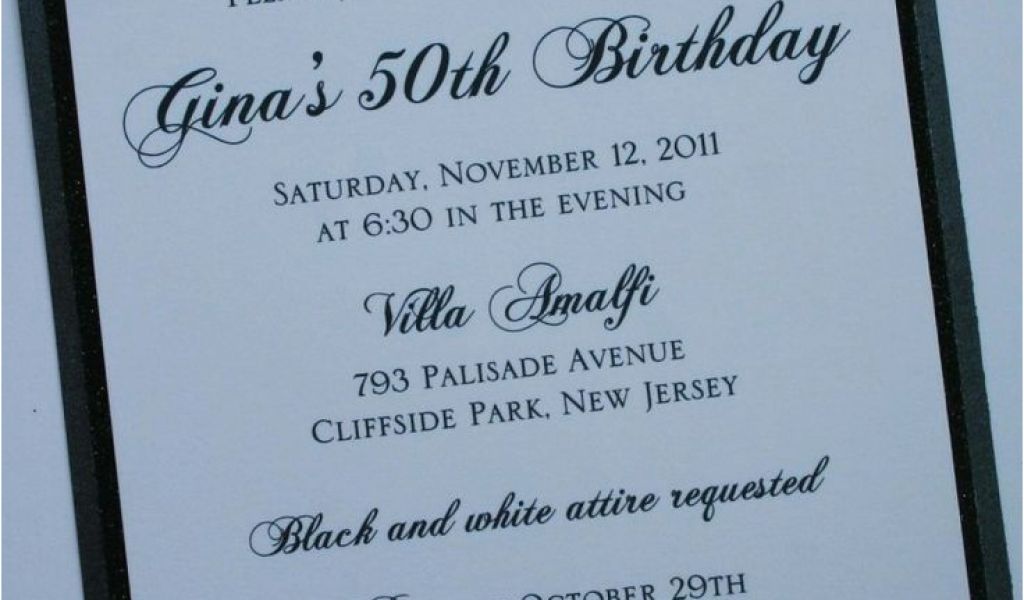 Gina's 50th Birthday
Saturday, November 12, 2011
at 6:30 in the evening
Villa Amalfi
793 Palisade Avenue
Cliffside Park, New Jersey
Black and white attire requested
October 29th